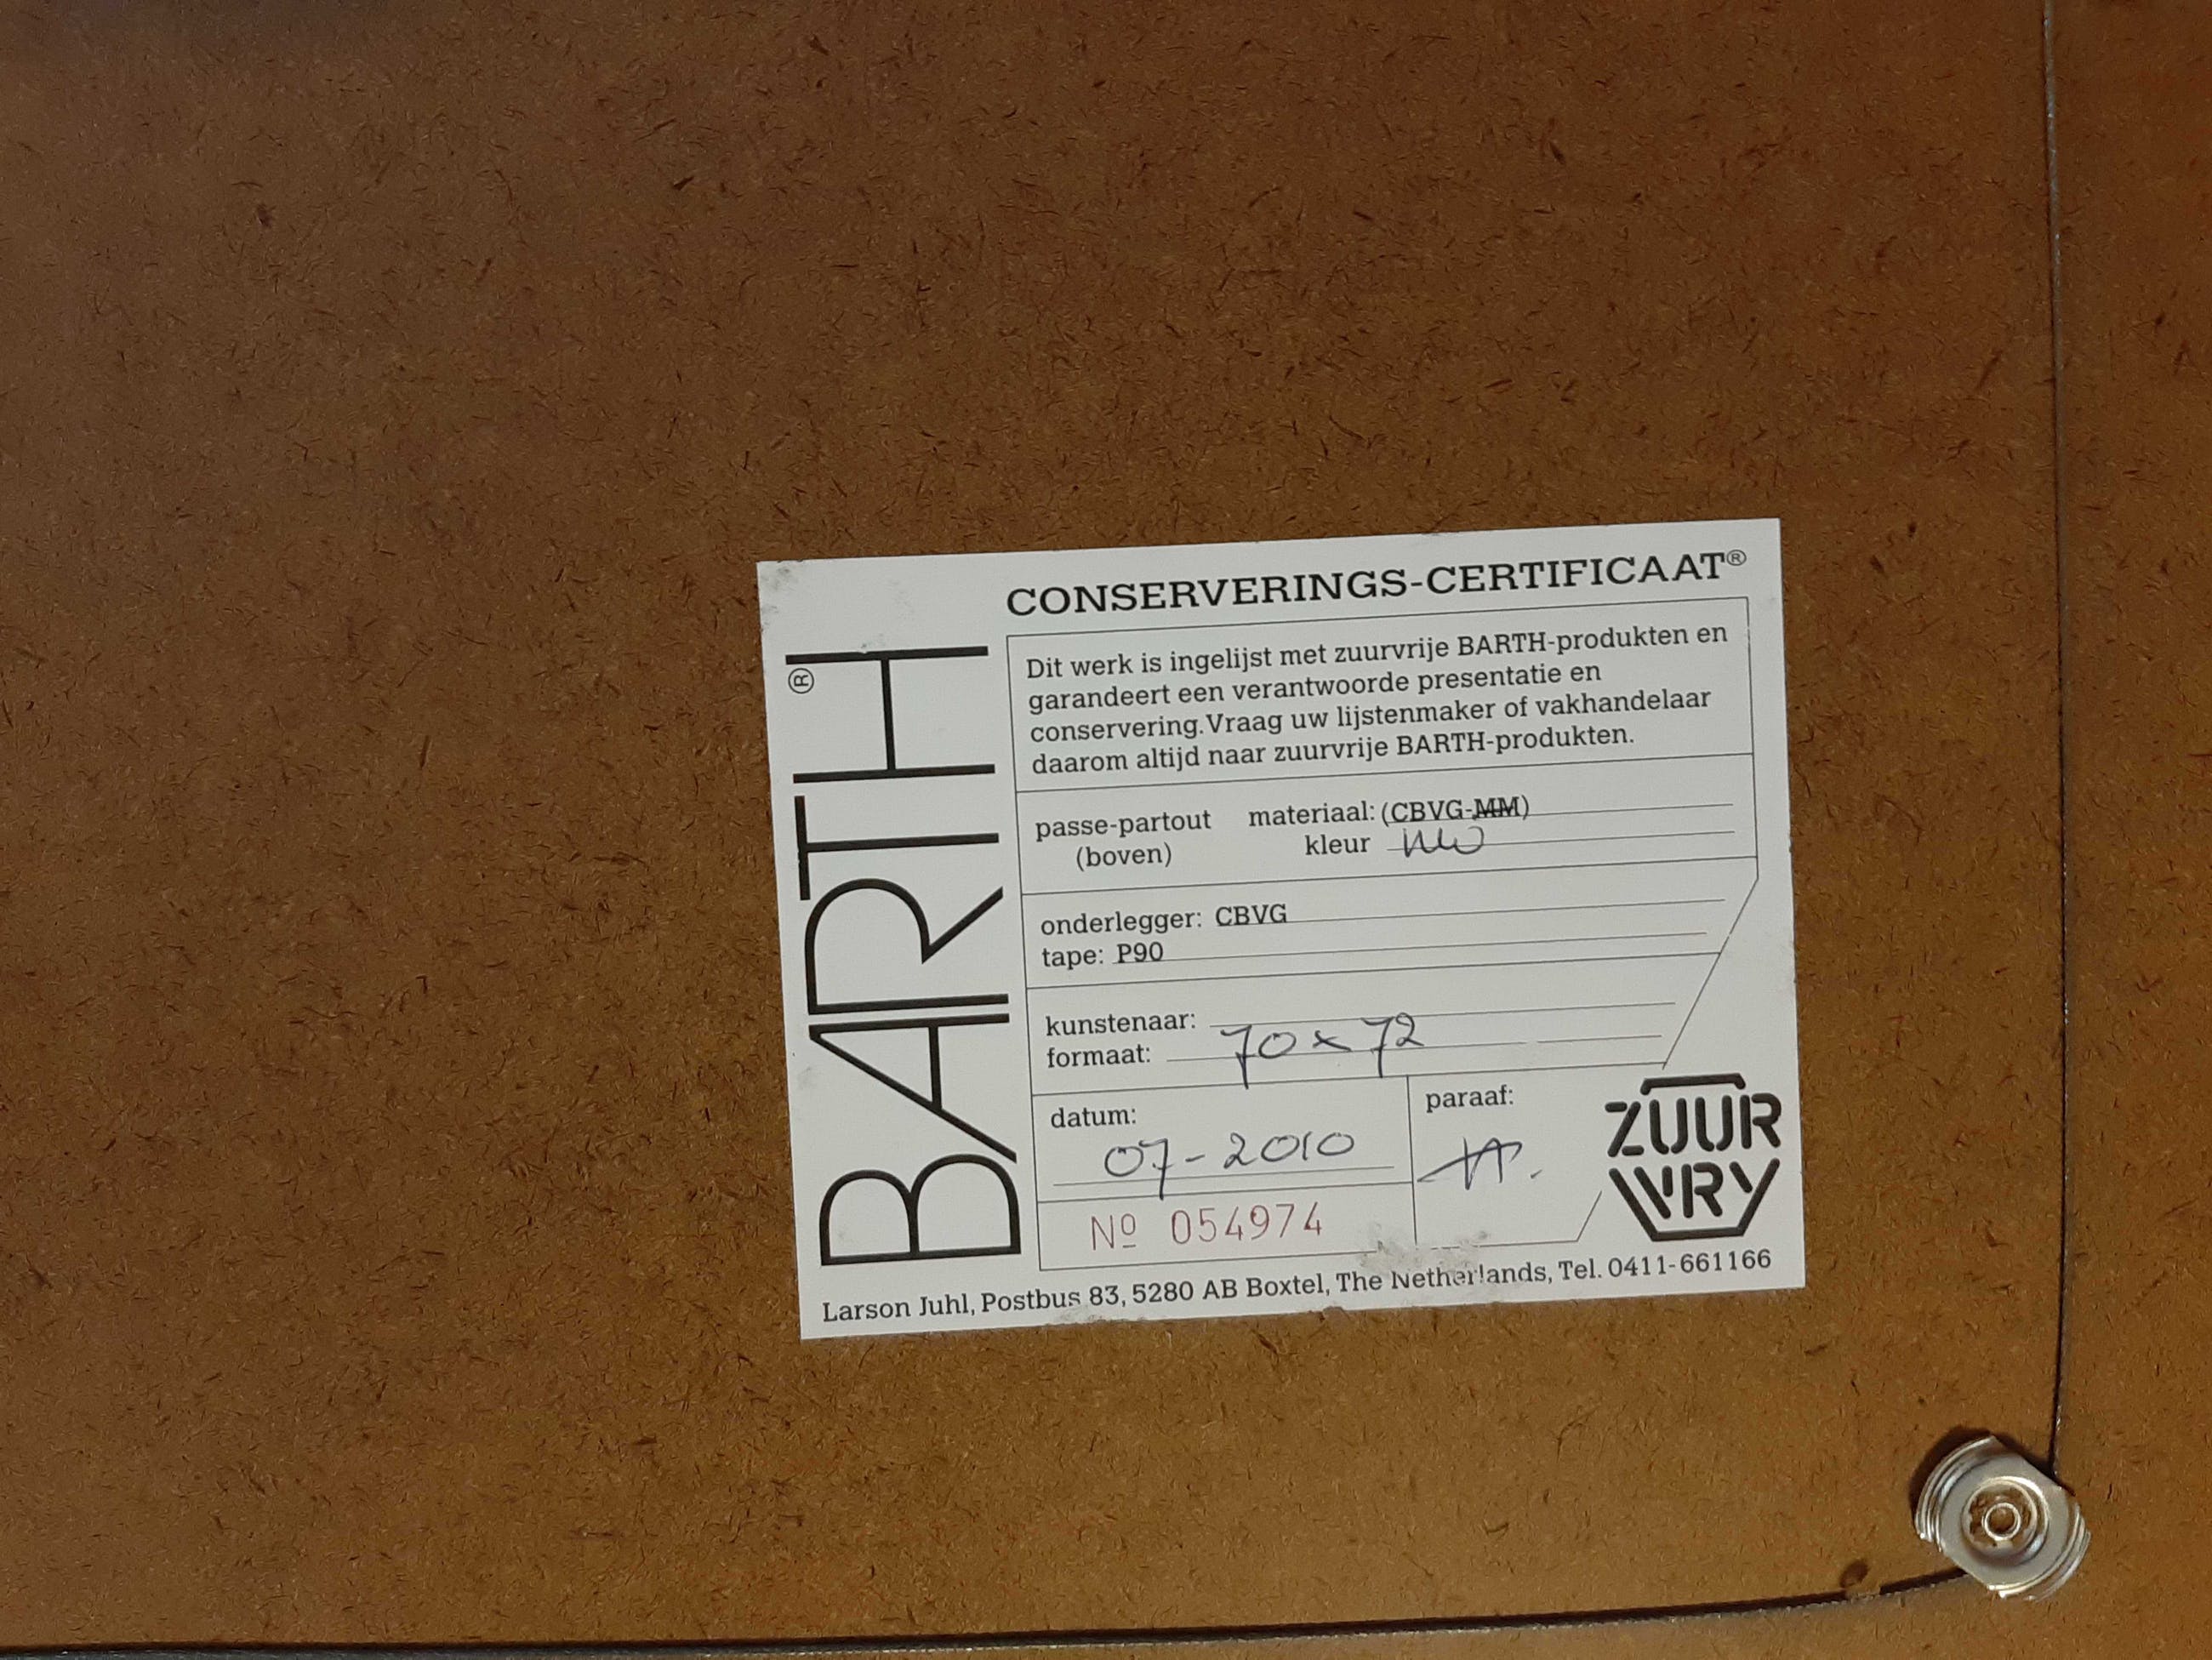 BARTH®
CONSERVERINGS-CERTIFICAAT®
Dit werk is ingelijst met zuurvrije BARTH-produkten en
garandeert een verantwoorde presentatie en
conservering. Vraag uw lijstenmaker of vakhandelaar
daarom altijd naar zuurvrije BARTH-produkten.
passe-partout materiaal: (CBVG-MM)
(boven) kleur
onderlegger: CBVG
tape: P90
kunstenaar:
formaat: 70 x 72
datum: paraaf:
07-2010
Nº 054974
ZUUR
VRY
Larson Juhl, Postbus 83, 5280 AB Boxtel, The Netherlands, Tel. 0411-661166